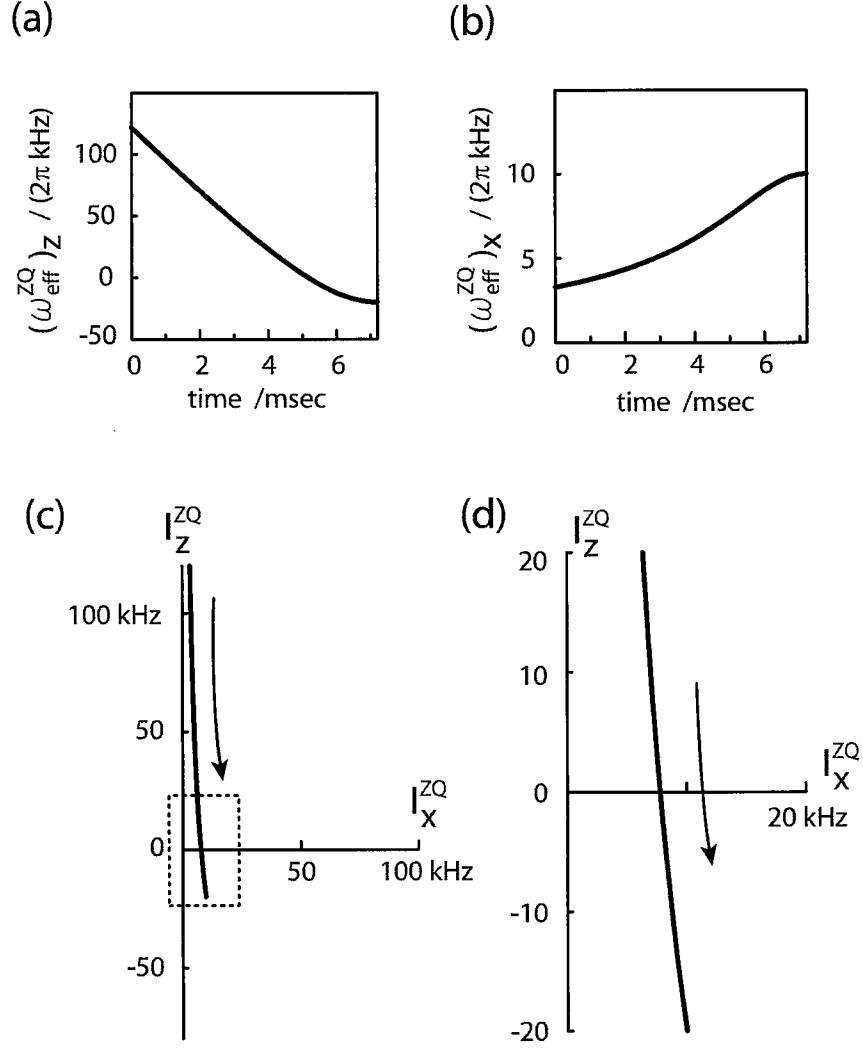 (a)
(ω_eff^ZQ)_Z / (2π kHz)
100
50
0
-50
0 2 4 6
time /msec
(b)
(ω_eff^ZQ)_X / (2π kHz)
10
5
0
0 2 4 6
time /msec
(c)
I_Z^ZQ
100 kHz
50
0
-50
I_X^ZQ
50 100 kHz
(d)
I_Z^ZQ
20
10
0
-10
-20
I_X^ZQ
20 kHz